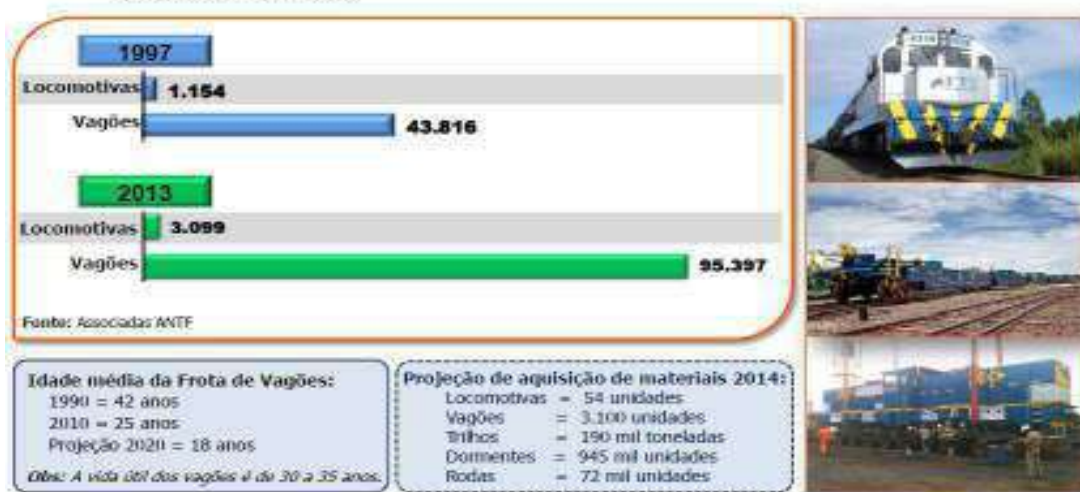 1997
Locomotivas 1.154
Vagões 43.816
2013
Locomotivas 3.099
Vagões 95.397
Fonte: Associadas ANTF
Idade média da Frota de Vagões:
1990 = 42 anos
2010 = 25 anos
Projeção 2020 = 18 anos
Obs: A vida útil dos vagões é de 30 a 35 anos.
Projeção de aquisição de materiais 2014:
Locomotivas = 54 unidades
Vagões = 3.100 unidades
Trilhos = 190 mil toneladas
Dormentes = 945 mil unidades
Rodas = 72 mil unidades